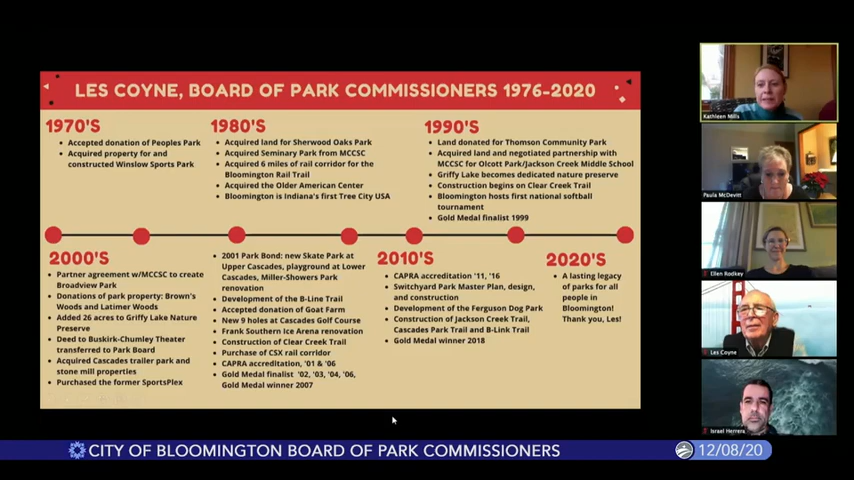 LES COYNE, BOARD OF PARK COMMISSIONERS 1976-2020
1970'S
• Accepted donation of Peoples Park
• Acquired property for and
constructed Winslow Sports Park
1980'S
• Acquired land for Sherwood Oaks Park
• Acquired Seminary Park from MCCSC
• Acquired 6 miles of rail corridor for the
Bloomington Rail Trail
• Acquired the Older American Center
• Bloomington is Indiana's first Tree City USA
1990'S
• Land donated for Thomson Community Park
• Acquired land and negotiated partnership with
MCCSC for Olcott Park/Jackson Creek Middle School
• Griffy Lake becomes dedicated nature preserve
• Construction begins on Clear Creek Trail
• Bloomington hosts first national softball
tournament
• Gold Medal finalist 1999
2000'S
• Partner agreement w/MCCSC to create
Broadview Park
• Donations of park property: Brown's
Woods and Latimer Woods
• Added 26 acres to Griffy Lake Nature
Preserve
• Deed to Buskirk-Chumley Theater
transferred to Park Board
• Acquired Cascades trailer park and
stone mill properties
• Purchased the former SportsPlex
• 2001 Park Bond: new Skate Park at
Upper Cascades, playground at Lower
Cascades, Miller-Showers Park
renovation
• Development of the B-Line Trail
• Accepted donation of Goat Farm
• New 9 holes at Cascades Golf Course
• Frank Southern Ice Arena renovation
• Construction of Clear Creek Trail
• Purchase of CSX rail corridor
• CAPRA accreditation, '01 & '06
• Gold Medal finalist '02, '03, '04, '06,
Gold Medal winner 2007
2010'S
• CAPRA accreditation '11, '16
• Switchyard Park Master Plan, design,
and construction
• Development of the Ferguson Dog Park
• Construction of Jackson Creek Trail,
Cascades Park Trail and B-Link Trail
• Gold Medal winner 2018
2020'S
• A lasting legacy
of parks for all
people in
Bloomington!
Thank you, Les!
Kathleen Mills
Paula McDevitt
Ellen Rodkey
Les Coyne
Israel Herrera
CITY OF BLOOMINGTON BOARD OF PARK COMMISSIONERS
12/08/20